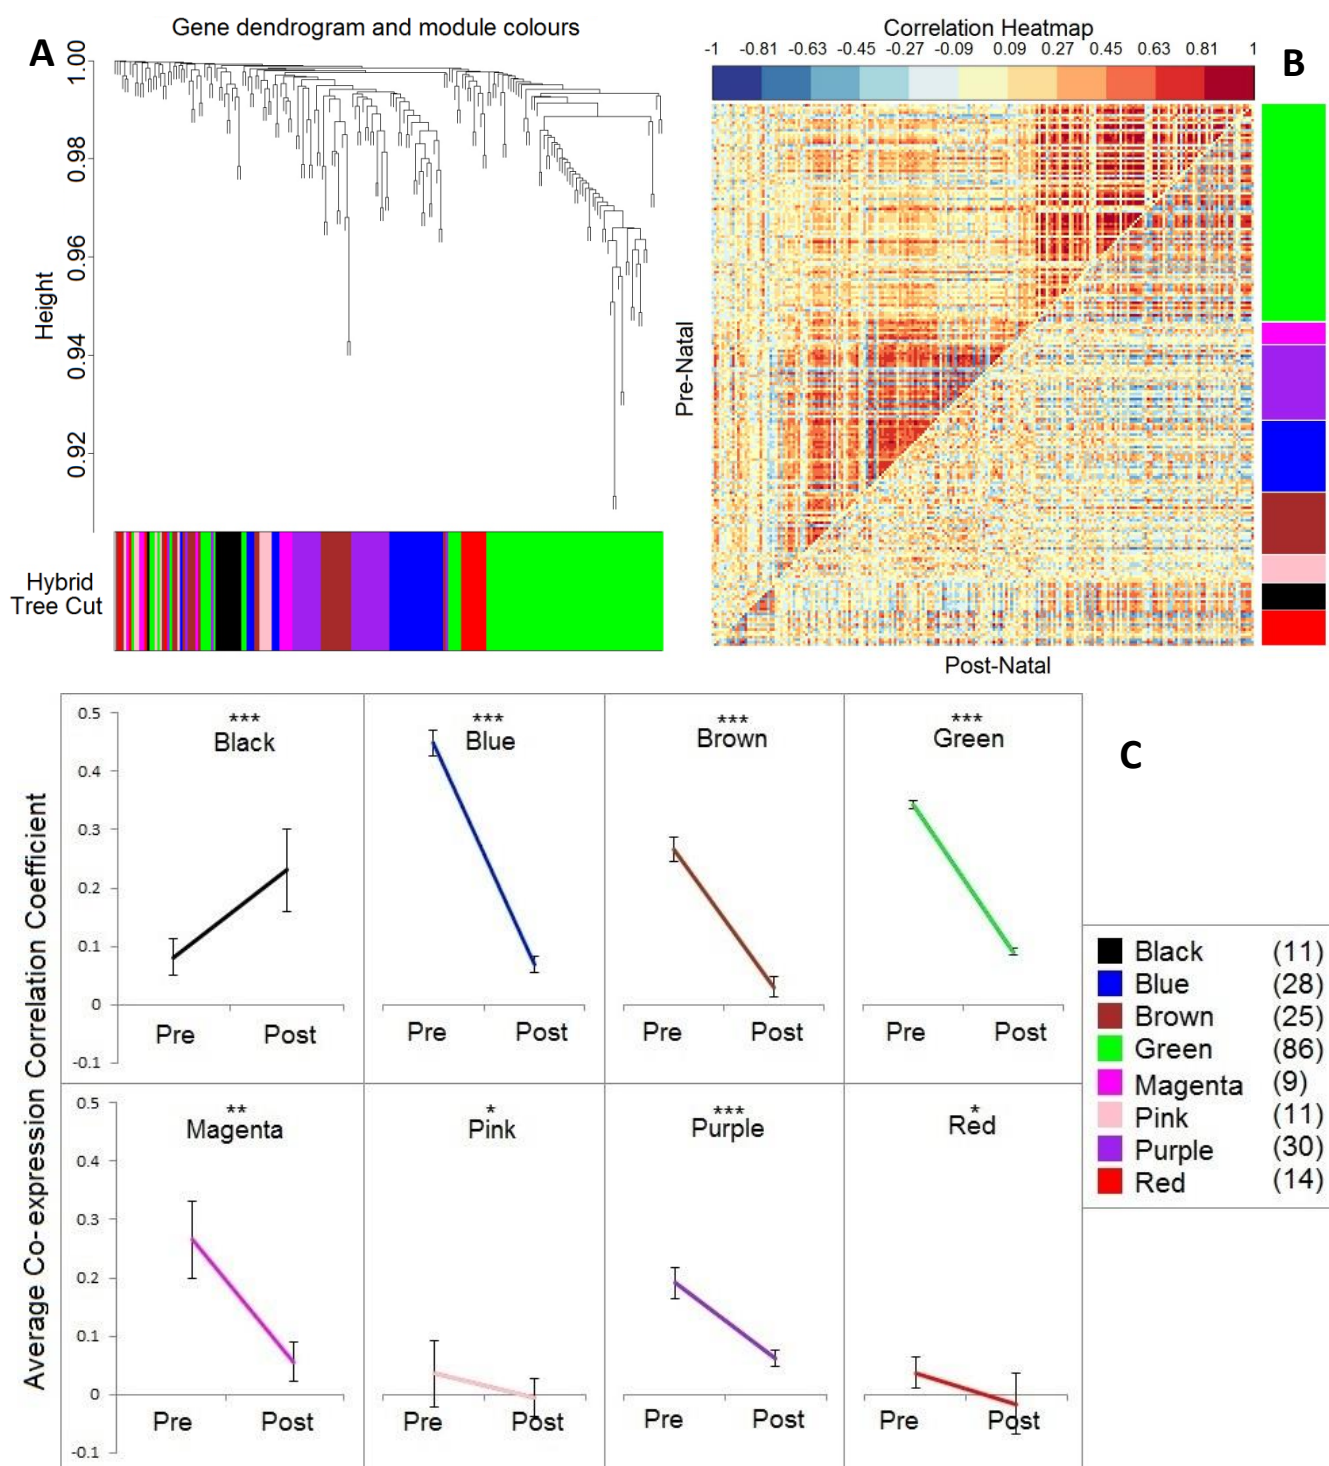 A
Gene dendrogram and module colours
1.00
0.98
0.96
0.94
0.92
Height
Hybrid
Tree Cut
Correlation Heatmap
-1 -0.81 -0.63 -0.45 -0.27 -0.09 0.09 0.27 0.45 0.63 0.81 1
B
Pre-Natal
Post-Natal
C
Average Co-expression Correlation Coefficient
0.5
0.4
0.3
0.2
0.1
0
-0.1
***
Black
Pre Post
***
Blue
Pre Post
***
Brown
Pre Post
***
Green
Pre Post
0.5
0.4
0.3
0.2
0.1
0
-0.1
**
Magenta
Pre Post
*
Pink
Pre Post
***
Purple
Pre Post
*
Red
Pre Post
Black (11)
Blue (28)
Brown (25)
Green (86)
Magenta (9)
Pink (11)
Purple (30)
Red (14)